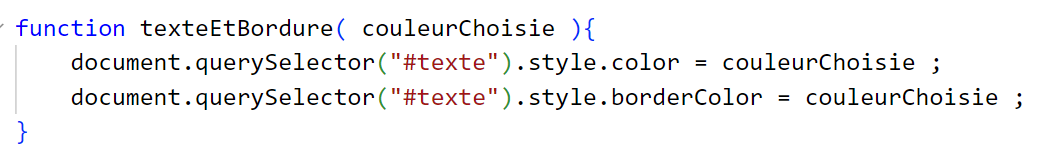 function texteEtBordure( couleurChoisie ){
    document.querySelector("#texte").style.color = couleurChoisie ;
    document.querySelector("#texte").style.borderColor = couleurChoisie ;
}